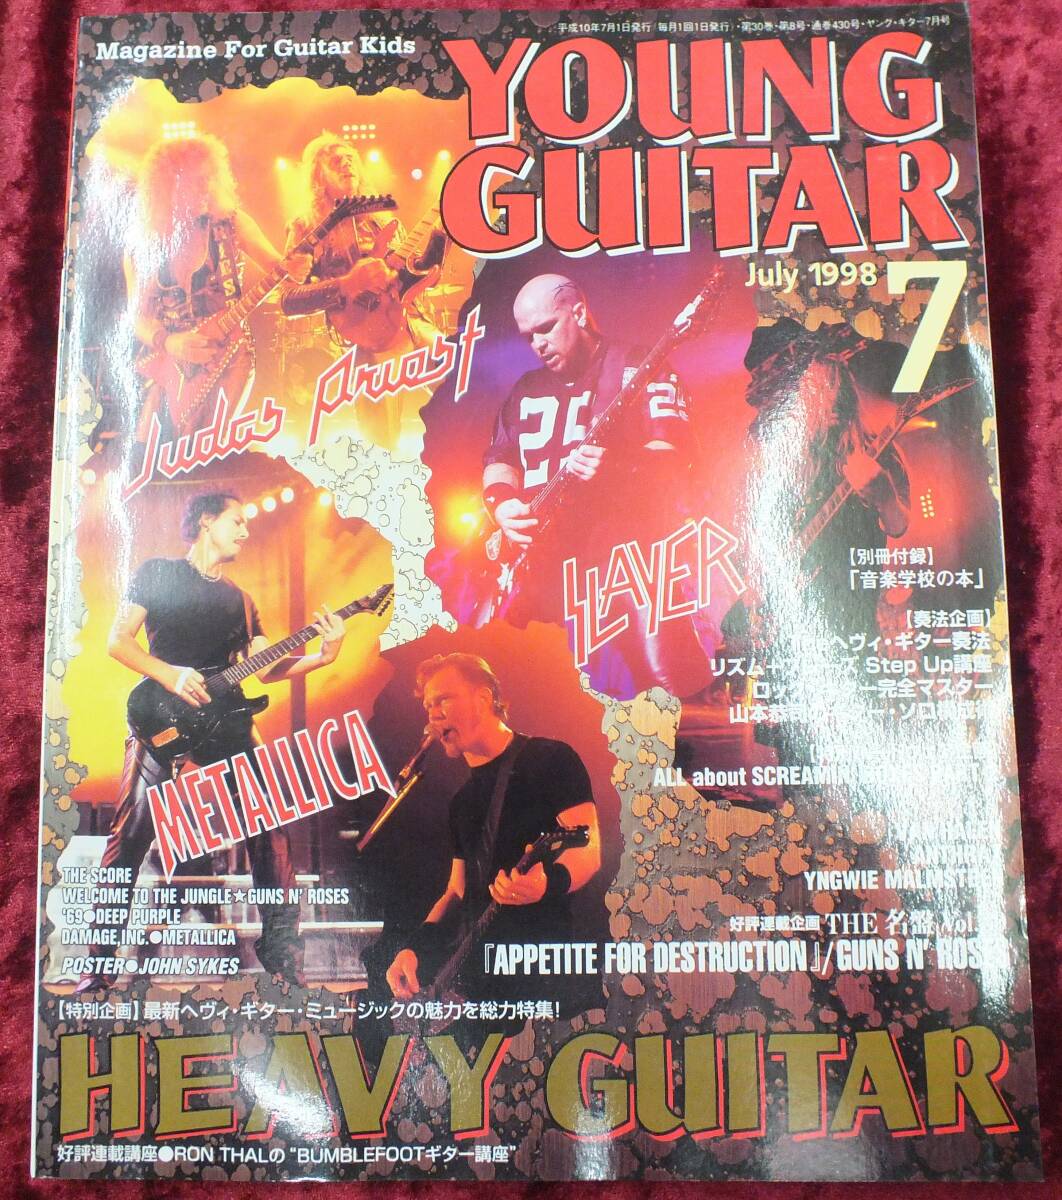 平成10年7月1日発行（毎月1回1日発行）・第30巻・第8号・通巻430号・ヤング・ギター7月号
Magazine For Guitar Kids
YOUNG
GUITAR
July 1998 7
Judas Priest
25
SLAYER
【別冊付録】
「音楽学校の本」
【奏法企画】
ヘヴィ・ギター奏法
リズム+ Step Up講座
完全マスター
山本
METALLICA
ALL about
YNGWIE
THE SCORE
WELCOME TO THE JUNGLE★GUNS N' ROSES
'69●DEEP PURPLE
DAMAGE, INC.●METALLICA
POSTER●JOHN SYKES
好評連載企画 THE 名盤 Vol.
『APPETITE FOR DESTRUCTION』/GUNS N'
【特別企画】最新ヘヴィ・ギター・ミュージックの魅力を総力特集!
HEAVY GUITAR
好評連載講座●RON THALの"BUMBLEFOOTギター講座"